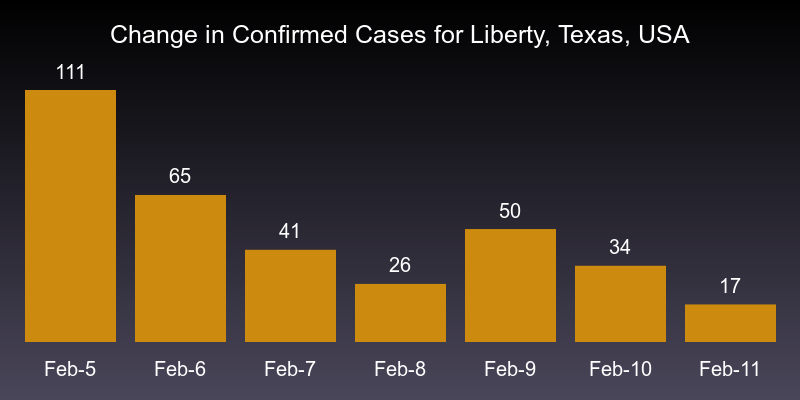 Change in Confirmed Cases for Liberty, Texas, USA
111
65
41
26
50
34
17
Feb-5
Feb-6
Feb-7
Feb-8
Feb-9
Feb-10
Feb-11